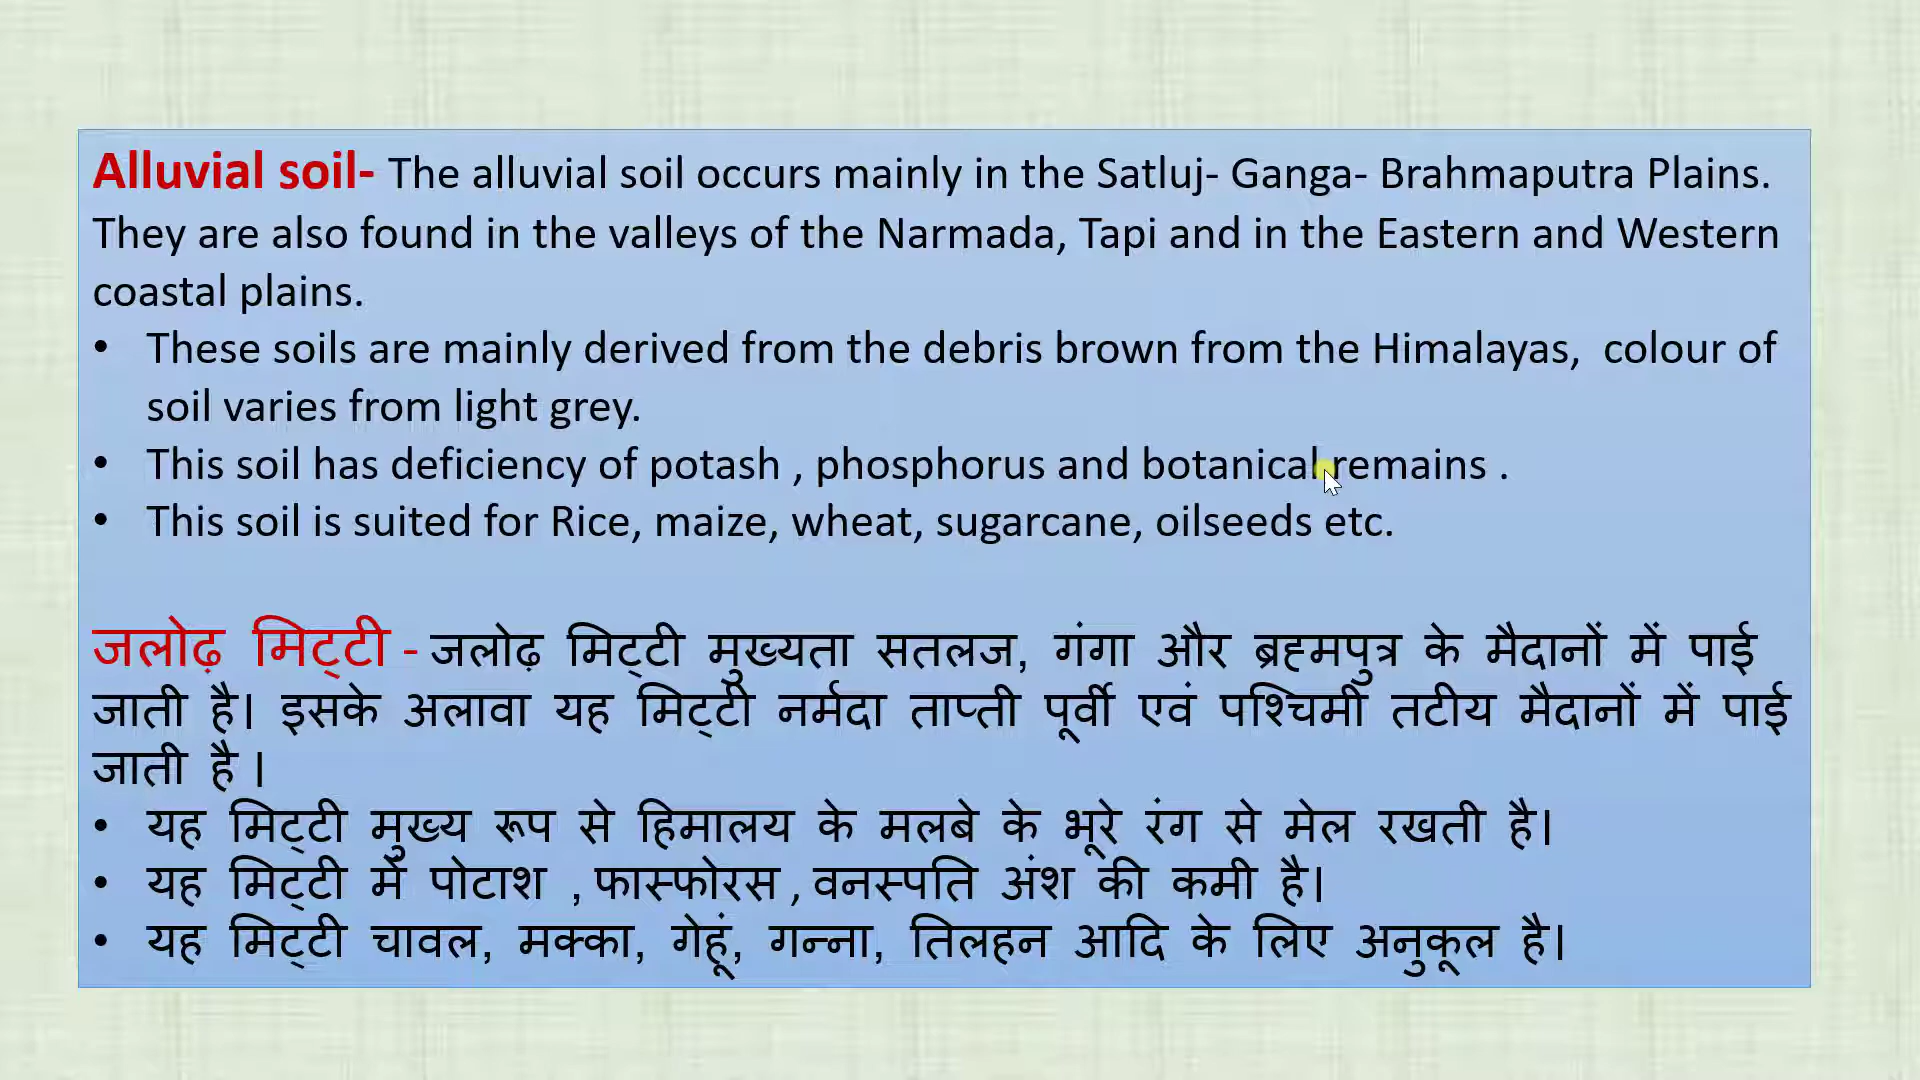 Alluvial soil- The alluvial soil occurs mainly in the Satluj- Ganga- Brahmaputra Plains.
They are also found in the valleys of the Narmada, Tapi and in the Eastern and Western
coastal plains.
• These soils are mainly derived from the debris brown from the Himalayas, colour of
soil varies from light grey.
• This soil has deficiency of potash , phosphorus and botanical remains .
• This soil is suited for Rice, maize, wheat, sugarcane, oilseeds etc.
जलोढ़ मिट्टी - जलोढ़ मिट्टी मुख्यता सतलज, गंगा और ब्रह्मपुत्र के मैदानों में पाई
जाती है। इसके अलावा यह मिट्टी नर्मदा ताप्ती पूर्वी एवं पश्चिमी तटीय मैदानों में पाई
जाती है ।
• यह मिट्टी मुख्य रूप से हिमालय के मलबे के भूरे रंग से मेल रखती है।
• यह मिट्टी में पोटाश , फास्फोरस , वनस्पति अंश की कमी है।
• यह मिट्टी चावल, मक्का, गेहूं, गन्ना, तिलहन आदि के लिए अनुकूल है।